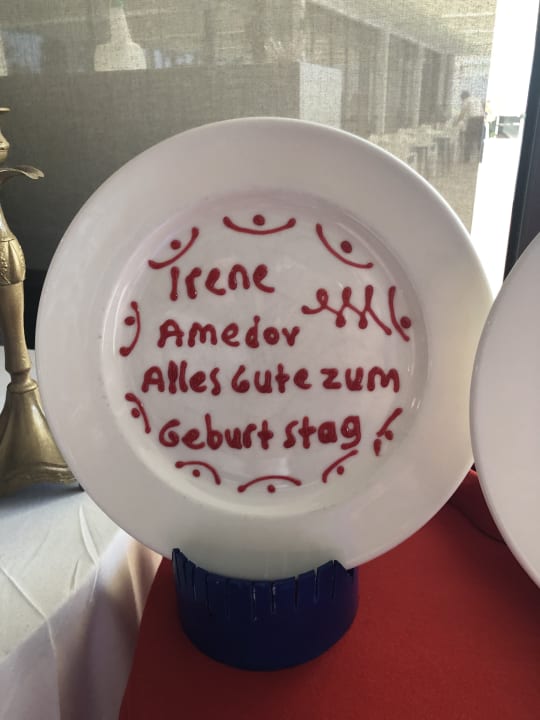 Irene
Amedov
Alles Gute zum
Geburt stag